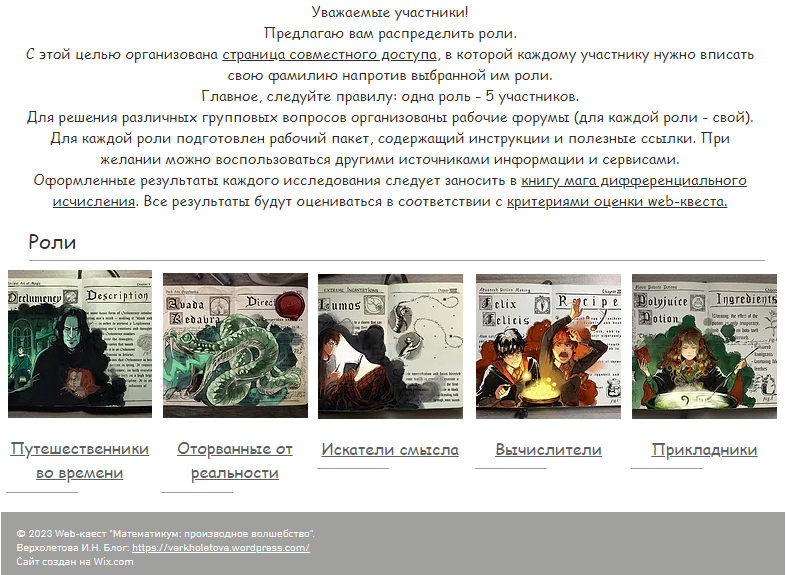 Уважаемые участники!
Предлагаю вам распределить роли.
С этой целью организована страница совместного доступа, в которой каждому участнику нужно вписать
свою фамилию напротив выбранной им роли.
Главное, следуйте правилу: одна роль - 5 участников.
Для решения различных групповых вопросов организованы рабочие форумы (для каждой роли - свой).
Для каждой роли подготовлен рабочий пакет, содержащий инструкции и полезные ссылки. При
желании можно воспользоваться другими источниками информации и сервисами.
Оформленные результаты каждого исследования следует заносить в книгу мага дифференциального
исчисления. Все результаты будут оцениваться в соответствии с критериями оценки web-квеста.
Роли
Occlumency Description
Avada
Kedavra
EXTREME INCANTATIONS
Lumos
Advanced Potion Making
Felix
Felicis
Recipe
Polyjuice
Potion
Ingredients
Путешественники
во времени
Оторванные от
реальности
Искатели смысла
Вычислители
Прикладники
© 2023 Web-квест "Математикум: производное волшебство".
Верхолетова И.Н. Блог: https://verkholetova.wordpress.com/
Сайт создан на Wix.com